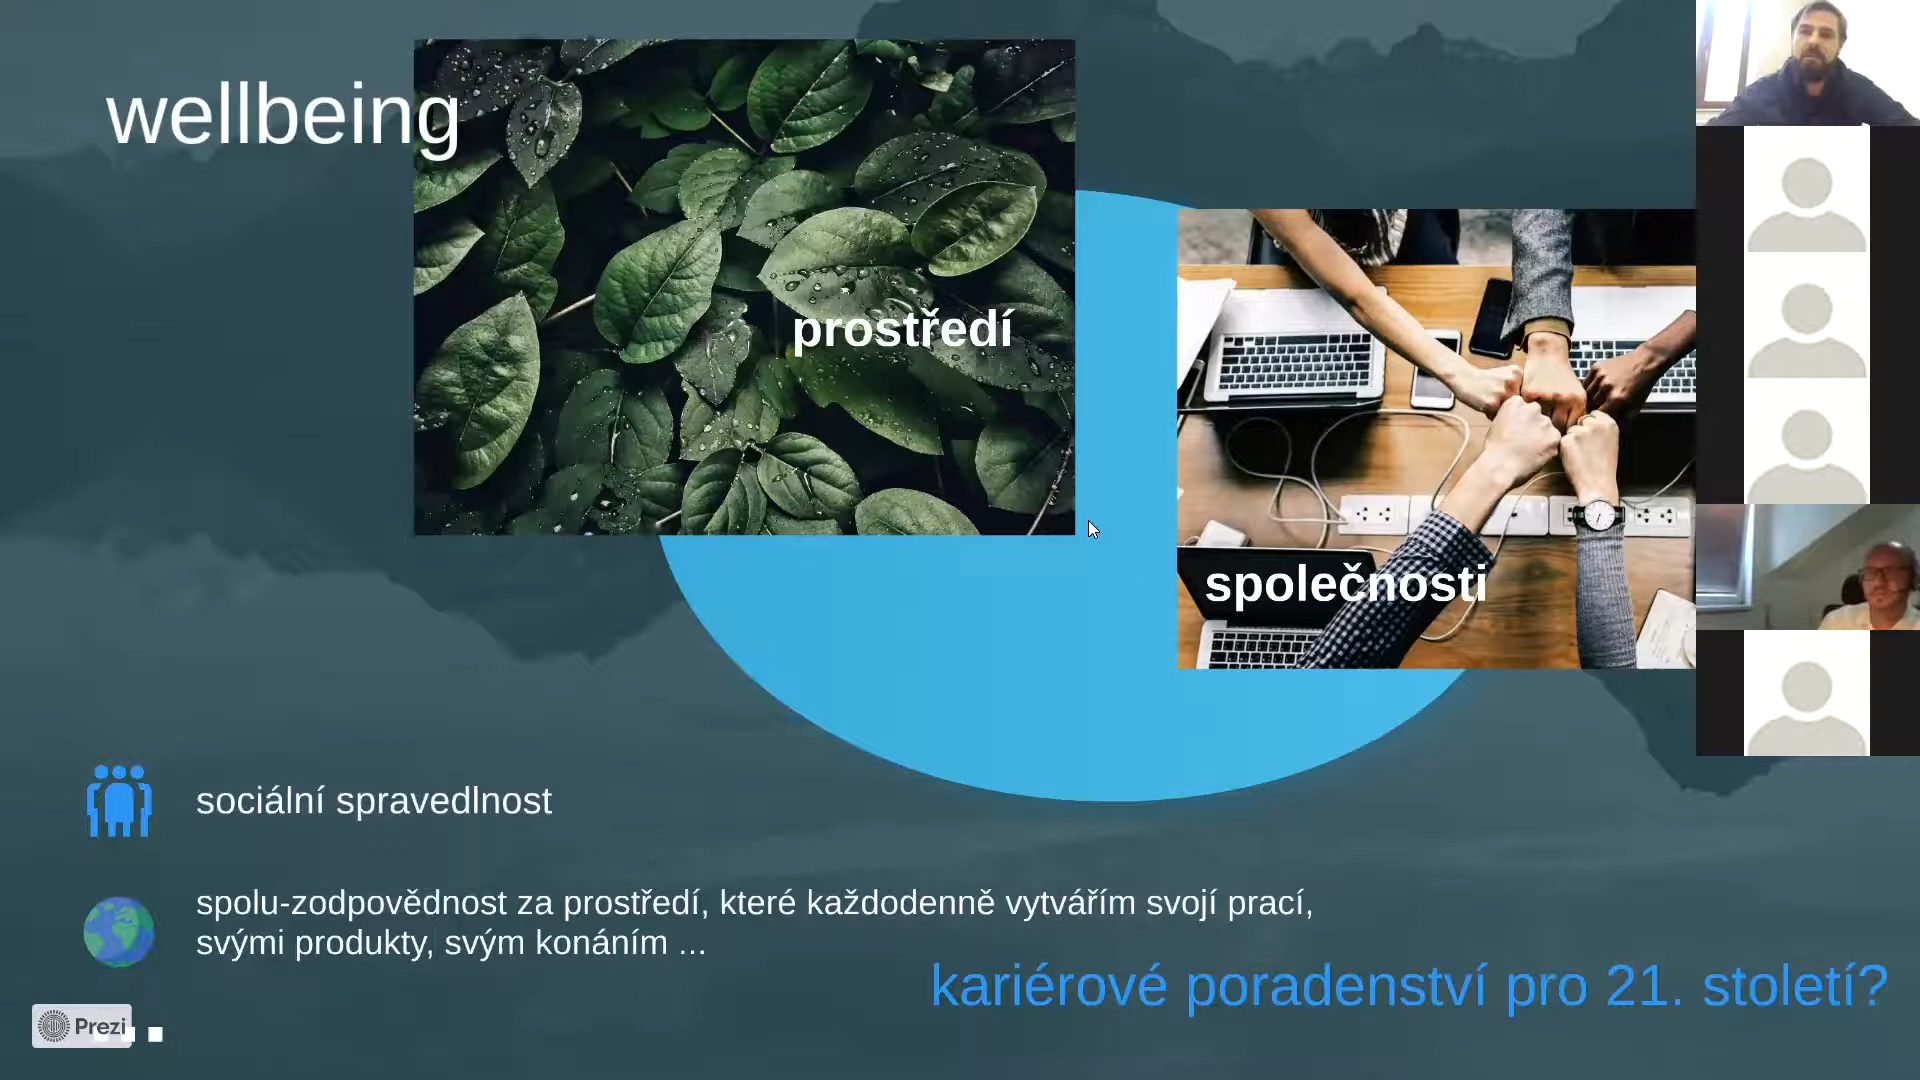 wellbeing
prostředí
společnosti
sociální spravedlnost
spolu-zodpovědnost za prostředí, které každodenně vytvářím svojí prací,
svými produkty, svým konáním ...
kariérové poradenství pro 21. století?
Prezi